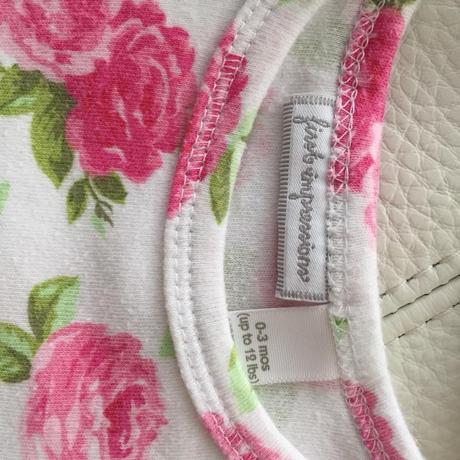 first impressions
0-3 mos
(up to 12 lbs)